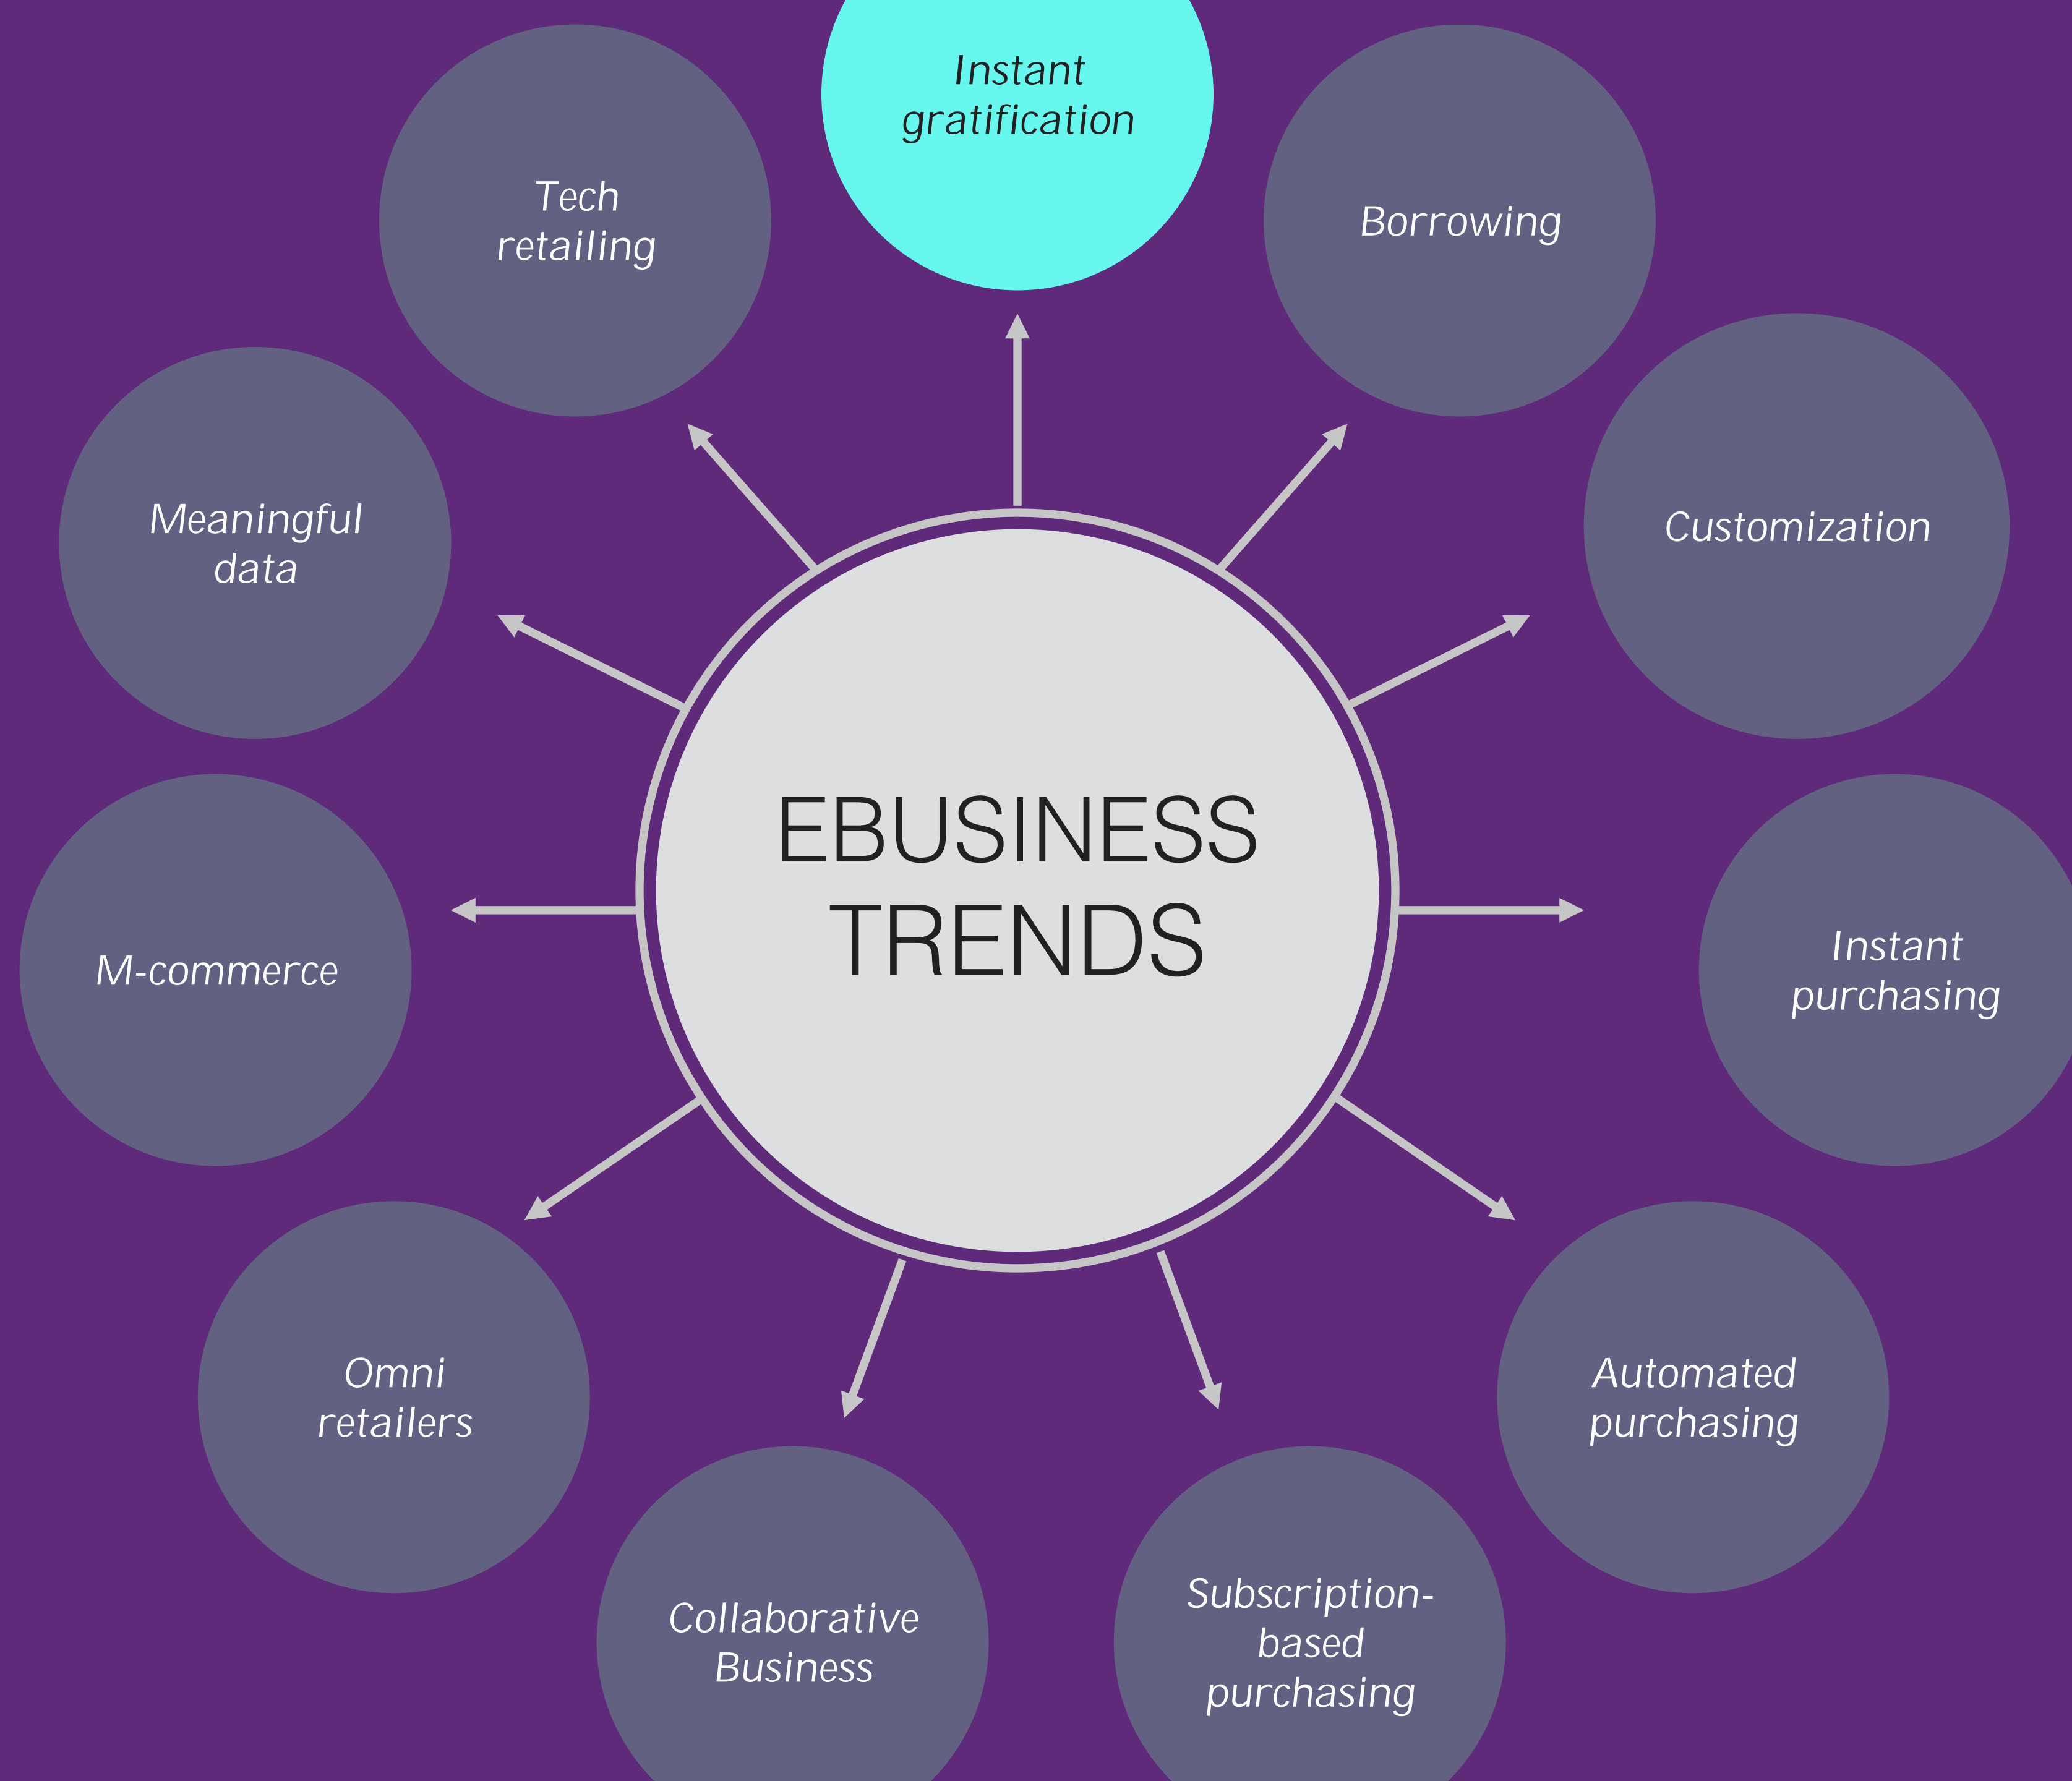 Instant
gratification
Borrowing
Customization
Instant
purchasing
Automated
purchasing
Subscription-
based
purchasing
Collaborative
Business
Omni
retailers
M-commerce
Meaningful
data
Tech
retailing
EBUSINESS
TRENDS